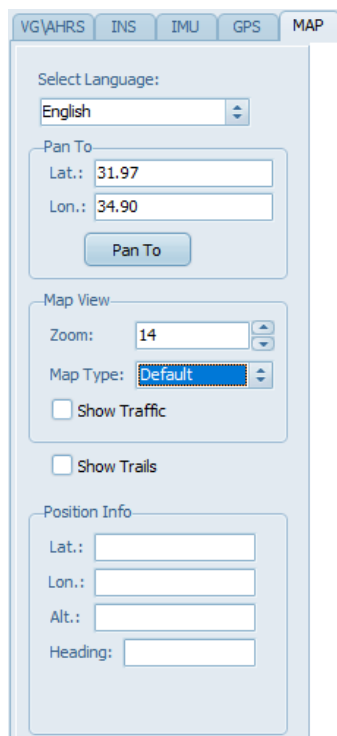 VG\AHRS INS IMU GPS MAP
Select Language:
English
Pan To
Lat.: 31.97
Lon.: 34.90
Pan To
Map View
Zoom: 14
Map Type: Default
Show Traffic
Show Trails
Position Info
Lat.:
Lon.:
Alt.:
Heading: